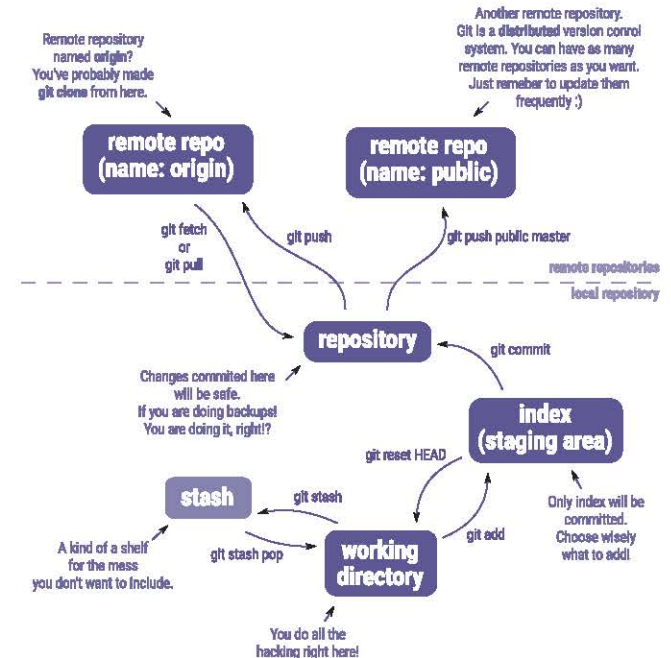 Another remote repository.
Git is a distributed version conrol
system. You can have as many
remote repositories as you want.
Just remeber to update them
frequently :)
Remote repository
named origin?
You've probably made
git clone from here.
remote repo
(name: origin)
remote repo
(name: public)
git fetch
or
git pull
git push
git push public master
remote repositories
local repository
repository
git commit
Changes commited here
will be safe.
If you are doing backups!
You are doing it, right!?
index
(staging area)
git reset HEAD
stash
git stash
git add
Only index will be
committed.
Choose wisely
what to add!
A kind of a shelf
for the mess
you don't want to include.
git stash pop
working
directory
You do all the
hacking right here!